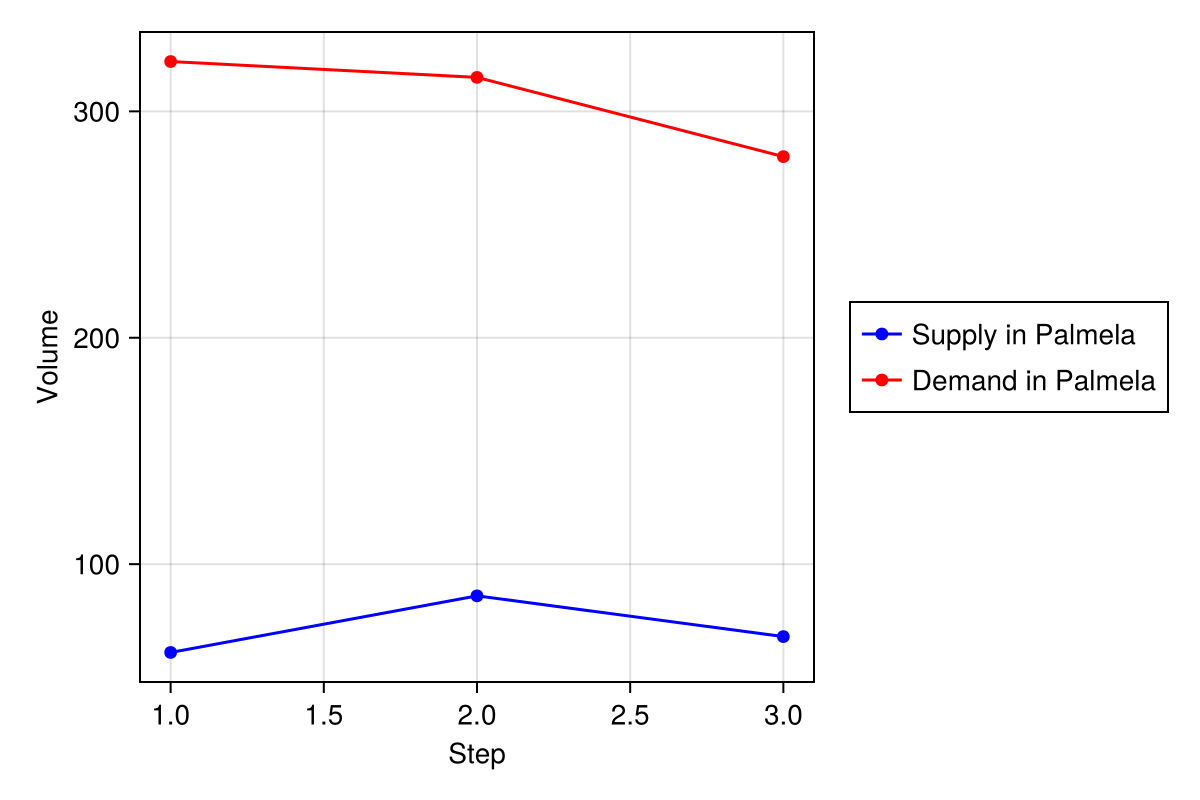 300
200
100
Volume
1.0 1.5 2.0 2.5 3.0
Step
Supply in Palmela
Demand in Palmela